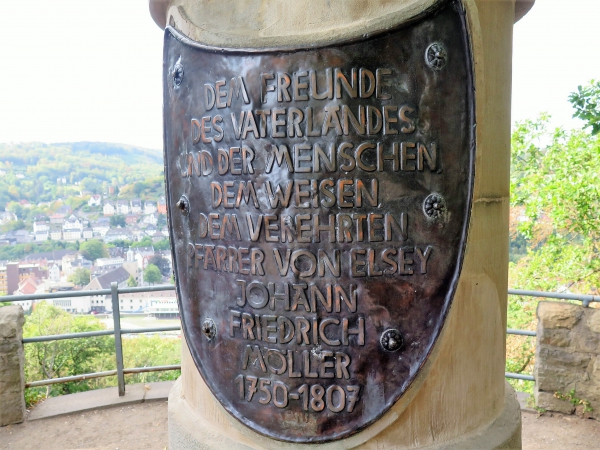 DEM FREUNDE
DES VATERLANDES
UND DER MENSCHEN,
DEM WEISEN,
DEM VEREHRTEN
PFARRER VON ELSEY
JOHANN
FRIEDRICH
MÖLLER
1750-1807